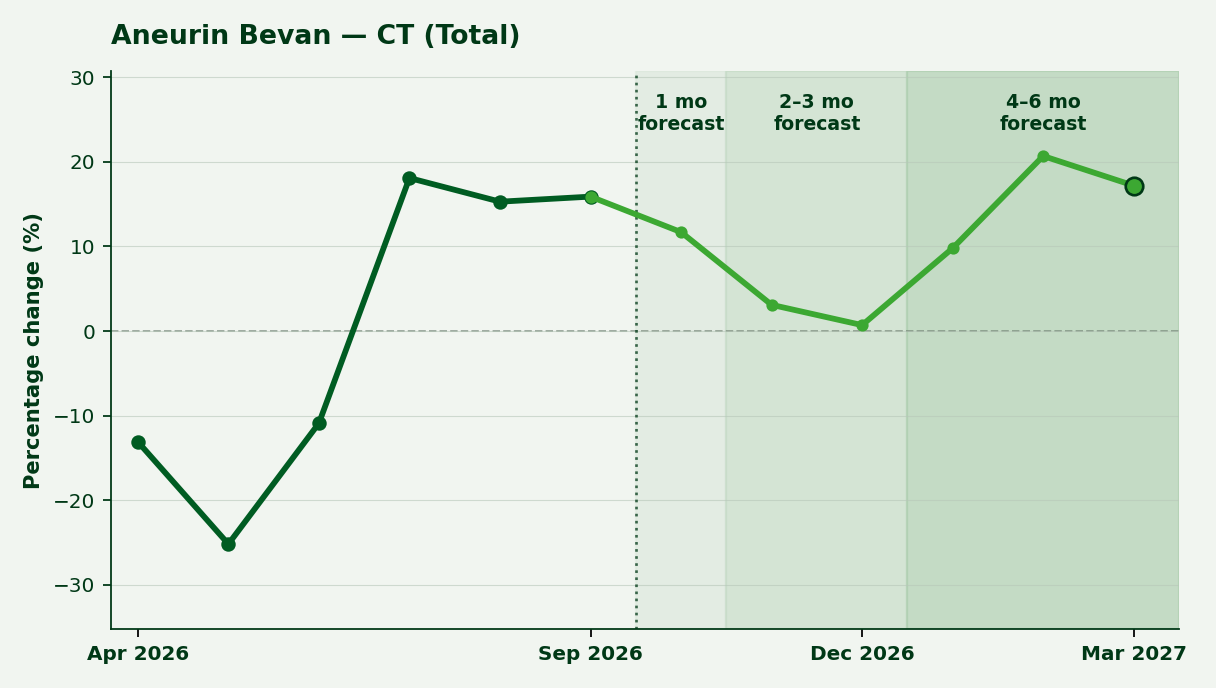 Aneurin Bevan — CT (Total)
Percentage change (%)
30
20
10
0
−10
−20
−30
1 mo
forecast
2–3 mo
forecast
4–6 mo
forecast
Apr 2026
Sep 2026
Dec 2026
Mar 2027